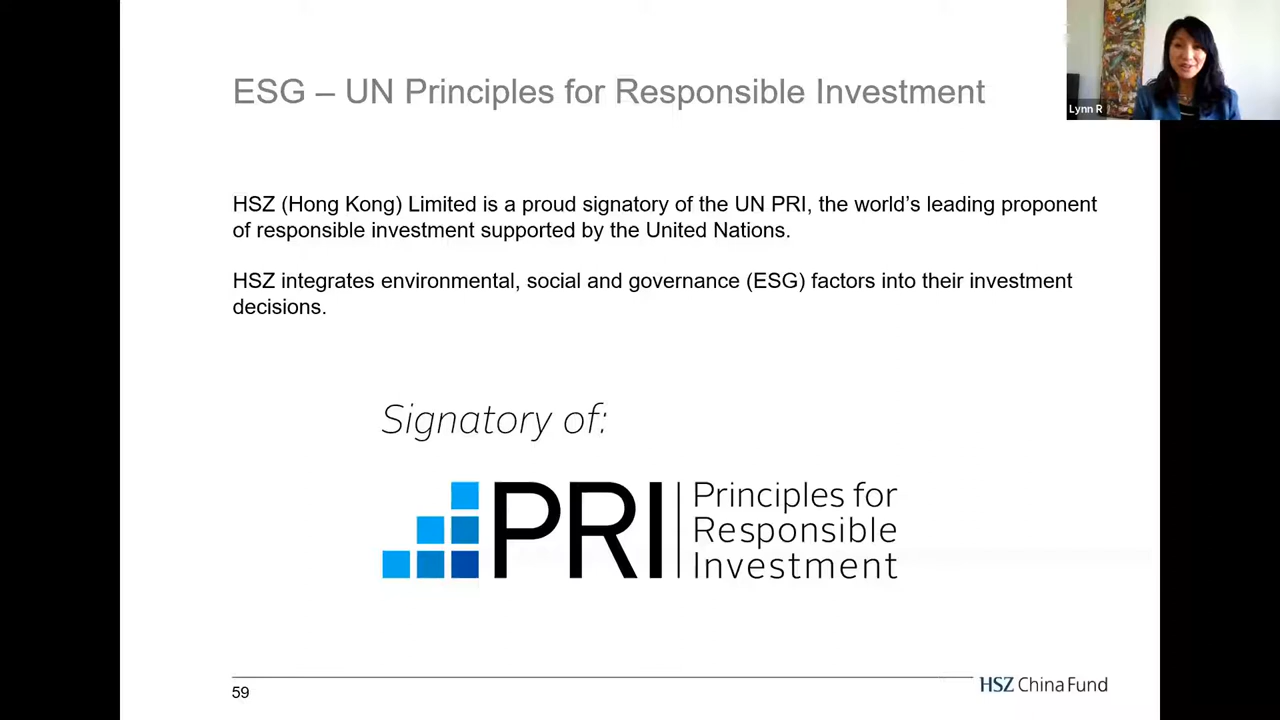 ESG – UN Principles for Responsible Investment
Lynn R
HSZ (Hong Kong) Limited is a proud signatory of the UN PRI, the world's leading proponent
of responsible investment supported by the United Nations.
HSZ integrates environmental, social and governance (ESG) factors into their investment
decisions.
Signatory of:
PRI
Principles for
Responsible
Investment
59
HSZ China Fund